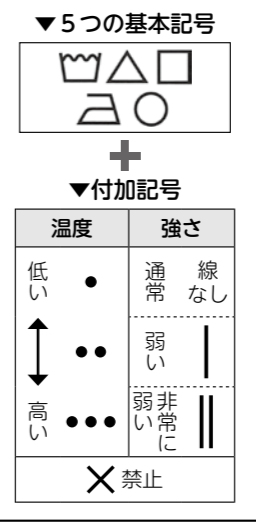 ▼５つの基本記号
▼付加記号
温度 強さ
低い 通常 線なし
弱い
高い 非常に弱い
禁止